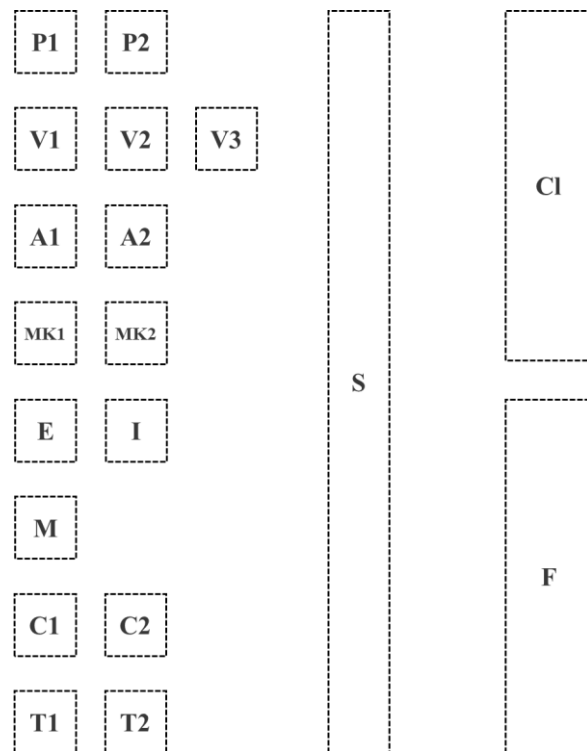 P1 P2
V1 V2 V3
Cl
A1 A2
MK1 MK2
S
E I
M
F
C1 C2
T1 T2